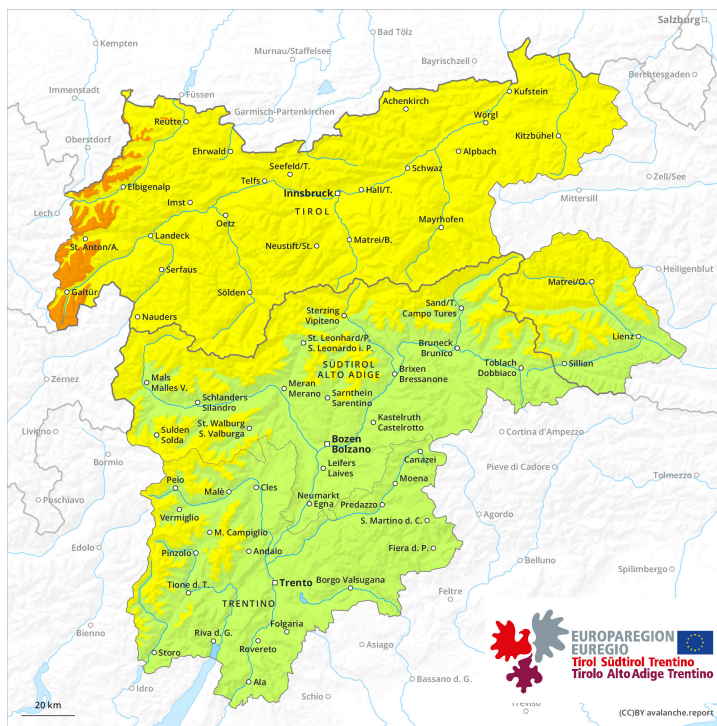 Salzburg
Kempten
Bad Tölz
Murnau/Staffelsee
Bayrischzell
Berchtesgaden
Immenstadt
Füssen
Garmisch-Partenkirchen
Achenkirch
Kufstein
Reutte
Wörgl
Oberstdorf
Ehrwald
Kitzbühel
Seefeld/T.
Alpbach
Telfs
Schwaz
Zell/See
Elbigenalp
Innsbruck
Hall/T.
Mittersill
Lech
Imst
TIROL
Oetz
Mayrhofen
St. Anton/A.
Landeck
Neustift/St.
Matrei/B.
Heiligenblut
Serfaus
Matrei/O.
Galtür
Sölden
Sand/T.
Campo Tures
Nauders
Sterzing
Vipiteno
Lienz
St. Leonhard/P.
S. Leonardo i. P.
Bruneck
Brunico
Toblach
Dobbiaco
Sillian
SÜDTIROL
ALTO ADIGE
Brixen
Bressanone
Zernez
Mals
Malles V.
Meran
Merano
Schlanders
Silandro
Sarnthein
Sarentino
St. Walburg
S. Valburga
Kastelruth
Castelrotto
Livigno
Sulden
Solda
Cortina d'Ampezzo
Bozen
Bolzano
Bormio
Canazei
Pieve di Cadore
Leifers
Laives
Tolmezzo
Peio
Moena
Poschiavo
Malè
Cles
Neumarkt
Egna
Predazzo
Vermiglio
Agordo
S. Martino d. C.
M. Campiglio
Edolo
Pinzolo
Andalo
Fiera d. P.
Belluno
Spilimbergo
Tione d. T.
Trento
Borgo Valsugana
Feltre
TRENTINO
Folgaria
Bienno
Riva d. G.
Rovereto
Storo
Asiago
Idro
Ala
Schio
Bassano d. G.
Treviso
EUROPAREGION
EUREGIO
Tirol Südtirol Trentino
Tirolo Alto Adige Trentino
20 km
(CC)BY avalanche.report